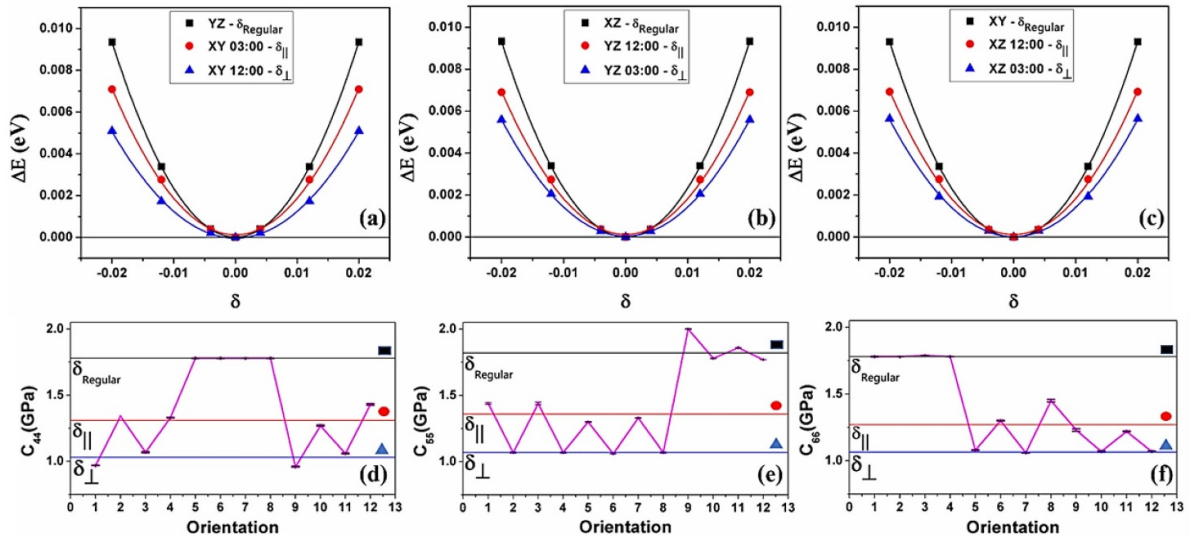 YZ - δRegular
XY 03:00 - δ||
XY 12:00 - δ⊥
0.010
0.008
0.006
0.004
0.002
0.000
ΔE (eV)
-0.02 -0.01 0.00 0.01 0.02
δ
(a)
XZ - δRegular
YZ 12:00 - δ||
YZ 03:00 - δ⊥
0.010
0.008
0.006
0.004
0.002
0.000
ΔE (eV)
-0.02 -0.01 0.00 0.01 0.02
δ
(b)
XY - δRegular
XZ 12:00 - δ||
XZ 03:00 - δ⊥
0.010
0.008
0.006
0.004
0.002
0.000
ΔE (eV)
-0.02 -0.01 0.00 0.01 0.02
δ
(c)
2.0
1.5
1.0
C44(GPa)
δRegular
δ||
δ⊥
(d)
0 1 2 3 4 5 6 7 8 9 10 11 12 13
Orientation
2.0
1.5
1.0
C55(GPa)
δRegular
δ||
δ⊥
(e)
0 1 2 3 4 5 6 7 8 9 10 11 12 13
Orientation
2.0
1.5
1.0
C66(GPa)
δRegular
δ||
δ⊥
(f)
0 1 2 3 4 5 6 7 8 9 10 11 12 13
Orientation